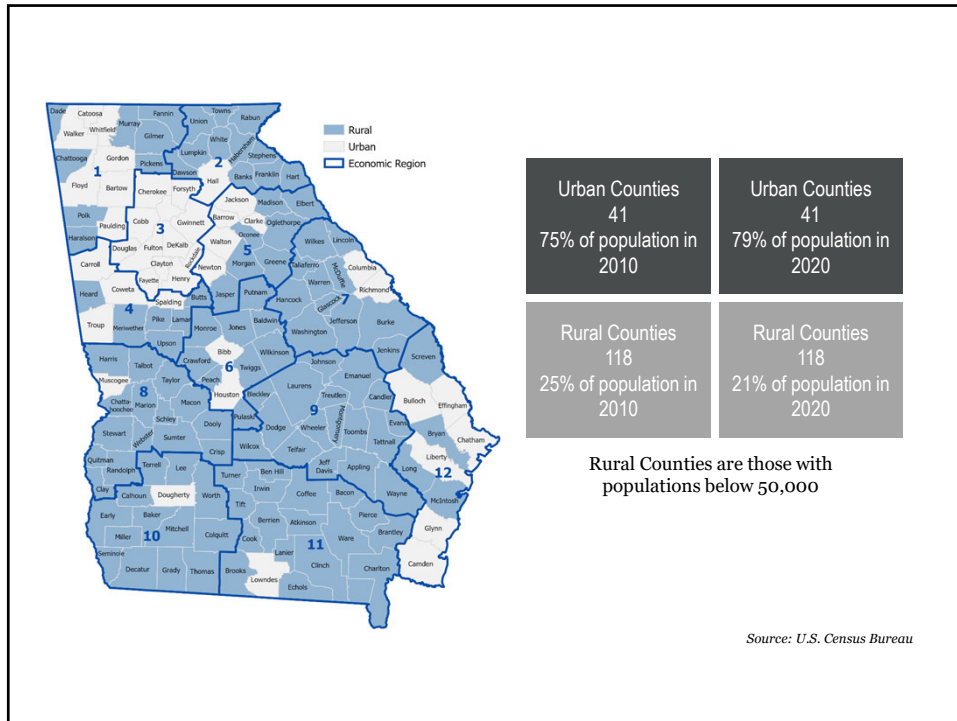 Dade
Catoosa
Walker
Whitfield
Murray
Fannin
Gilmer
Chattooga
Gordon
Pickens
1
Floyd
Bartow
Polk
Paulding
Haralson
Towns
Union
Rabun
White
Habersham
Lumpkin
Stephens
2
Dawson
Hall
Banks
Franklin
Hart
Cherokee
Forsyth
Cobb
3
Gwinnett
Douglas
Fulton
DeKalb
Rockdale
Clayton
Fayette
Henry
Jackson
Madison
Elbert
Barrow
Clarke
Oglethorpe
Oconee
Walton
5
Morgan
Greene
Newton
Jasper
Putnam
Carroll
Heard
Coweta
Spalding
Butts
4
Troup
Meriwether
Pike
Lamar
Upson
Wilkes
Lincoln
Taliaferro
McDuffie
Columbia
Warren
Richmond
Hancock
Glascock
7
Washington
Jefferson
Burke
Jenkins
Screven
Monroe
Jones
Baldwin
Bibb
Wilkinson
Crawford
6
Twiggs
Peach
Houston
Pulaski
Harris
Talbot
Muscogee
Taylor
8
Chatta-
hoochee
Marion
Macon
Schley
Dooly
Stewart
Webster
Sumter
Crisp
Quitman
Randolph
Clay
Johnson
Emanuel
Laurens
Bleckley
Treutlen
Candler
9
Montgomery
Dodge
Wheeler
Toombs
Evans
Tattnall
Wilcox
Telfair
Jeff
Davis
Appling
Wayne
Bulloch
Effingham
Bryan
Chatham
Liberty
12
Long
McIntosh
Glynn
Camden
Terrell
Lee
Calhoun
Dougherty
Worth
Early
Baker
Mitchell
Miller
10
Colquitt
Seminole
Decatur
Grady
Thomas
Turner
Ben Hill
Irwin
Coffee
Bacon
Tift
Pierce
Berrien
Atkinson
Ware
Brantley
Cook
11
Lanier
Clinch
Charlton
Brooks
Lowndes
Echols
Rural
Urban
Economic Region
Urban Counties
41
75% of population in
2010
Urban Counties
41
79% of population in
2020
Rural Counties
118
25% of population in
2010
Rural Counties
118
21% of population in
2020
Rural Counties are those with
populations below 50,000
Source: U.S. Census Bureau